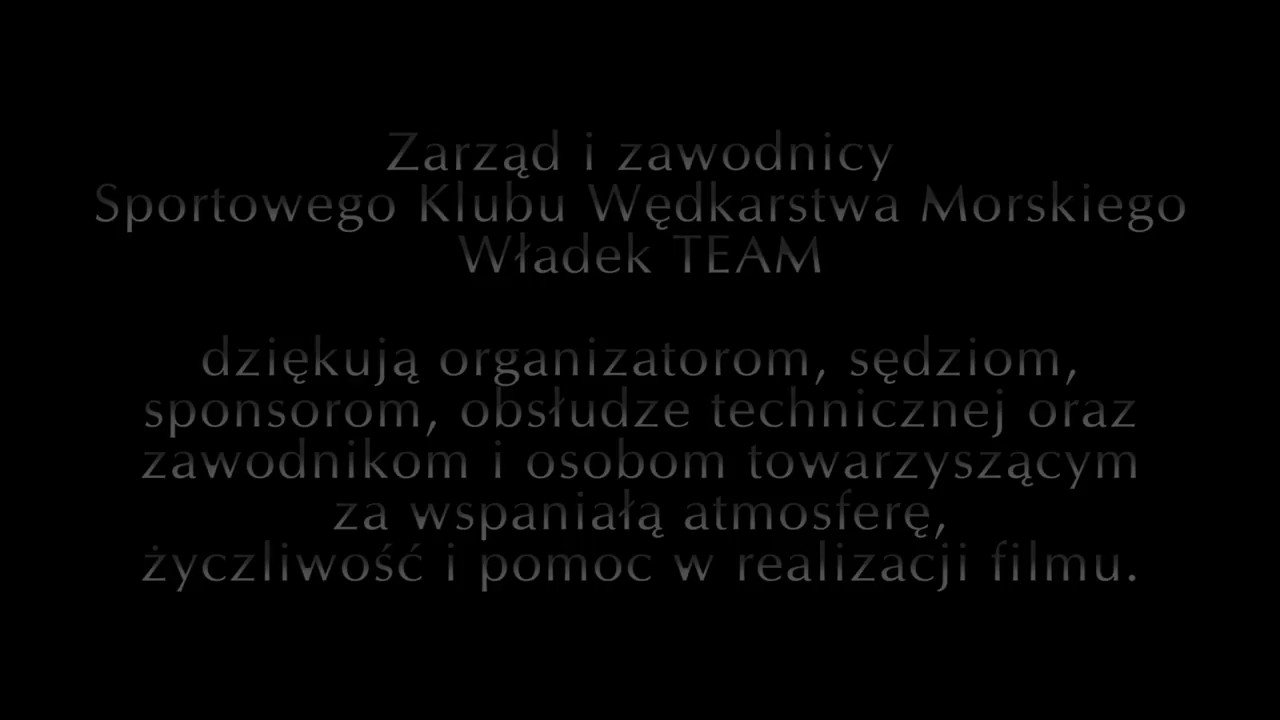 Zarząd i zawodnicy
Sportowego Klubu Wędkarstwa Morskiego
Władek TEAM
dziękują organizatorom, sędziom,
sponsorom, obsłudze technicznej oraz
zawodnikom i osobom towarzyszącym
za wspaniałą atmosferę,
życzliwość i pomoc w realizacji filmu.